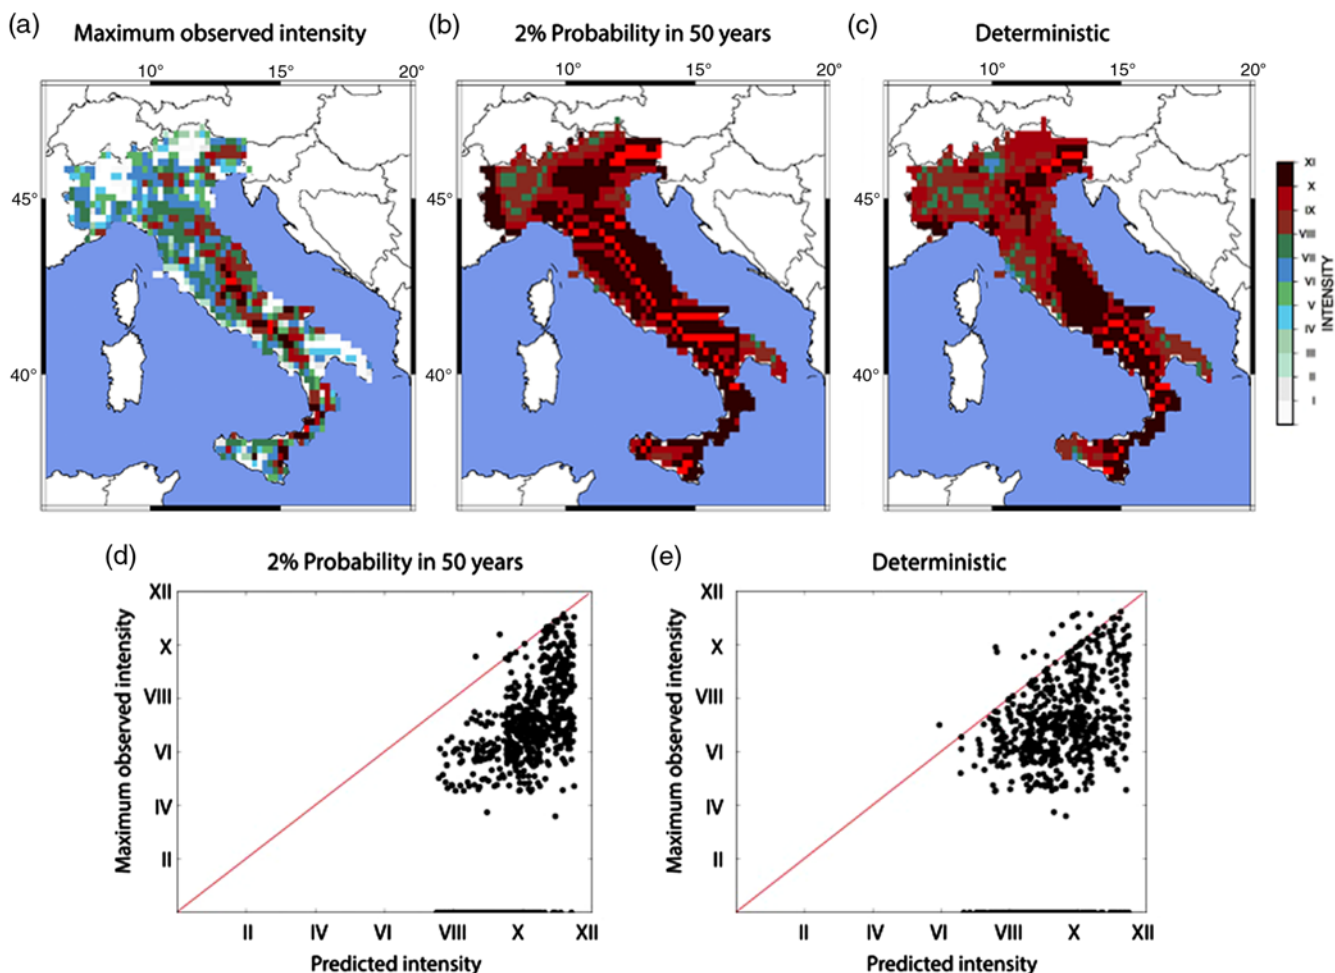 (a) Maximum observed intensity
(b) 2% Probability in 50 years
(c) Deterministic
10° 15° 20°
10° 15° 20°
10° 15° 20°
45°
40°
45°
40°
45°
40°
XI
X
IX
VIII
VII
VI
V
IV
III
II
I
INTENSITY
(d) 2% Probability in 50 years
XII
X
VIII
VI
IV
II
Maximum observed intensity
II IV VI VIII X XII
Predicted intensity
(e) Deterministic
XII
X
VIII
VI
IV
II
Maximum observed intensity
II IV VI VIII X XII
Predicted intensity